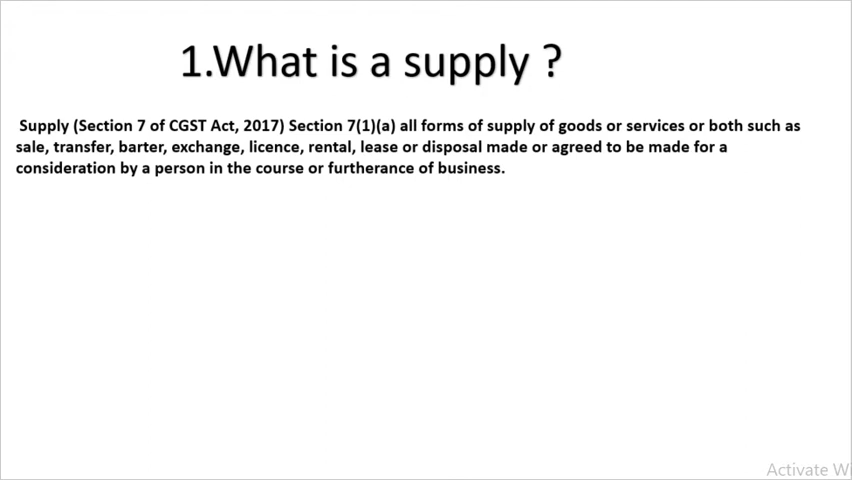 1.What is a supply ?
Supply (Section 7 of CGST Act, 2017) Section 7(1)(a) all forms of supply of goods or services or both such as
sale, transfer, barter, exchange, licence, rental, lease or disposal made or agreed to be made for a
consideration by a person in the course or furtherance of business.
Activate